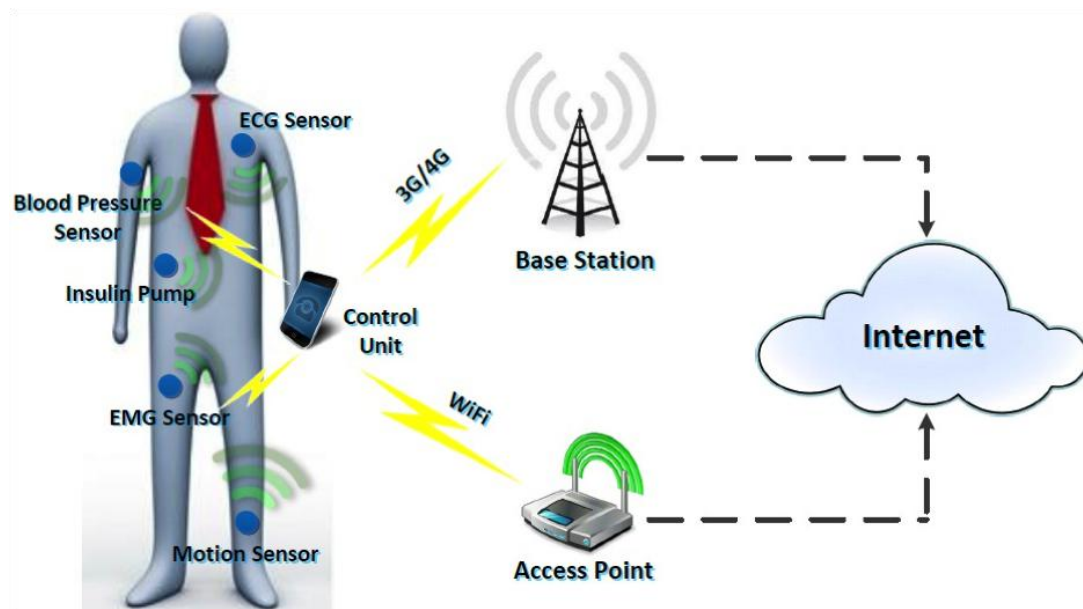 ECG Sensor
Blood Pressure
Sensor
Insulin Pump
EMG Sensor
Motion Sensor
Control
Unit
3G/4G
WiFi
Base Station
Access Point
Internet